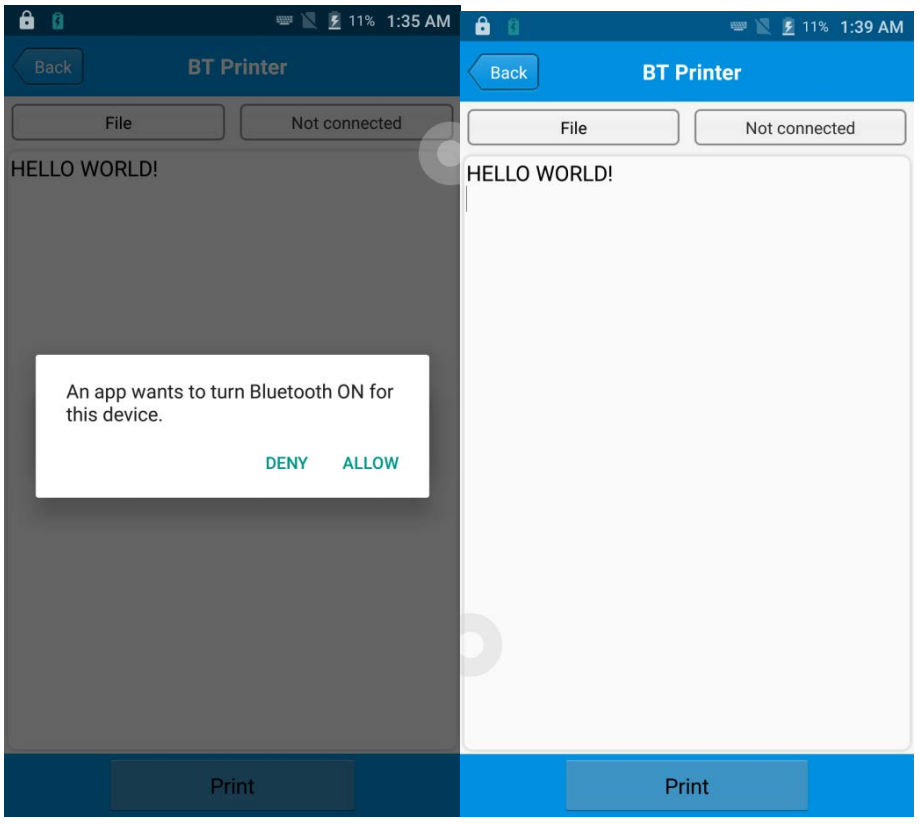 11% 1:35 AM
Back BT Printer
File Not connected
HELLO WORLD!
An app wants to turn Bluetooth ON for
this device.
DENY ALLOW
Print
11% 1:39 AM
Back BT Printer
File Not connected
HELLO WORLD!
Print